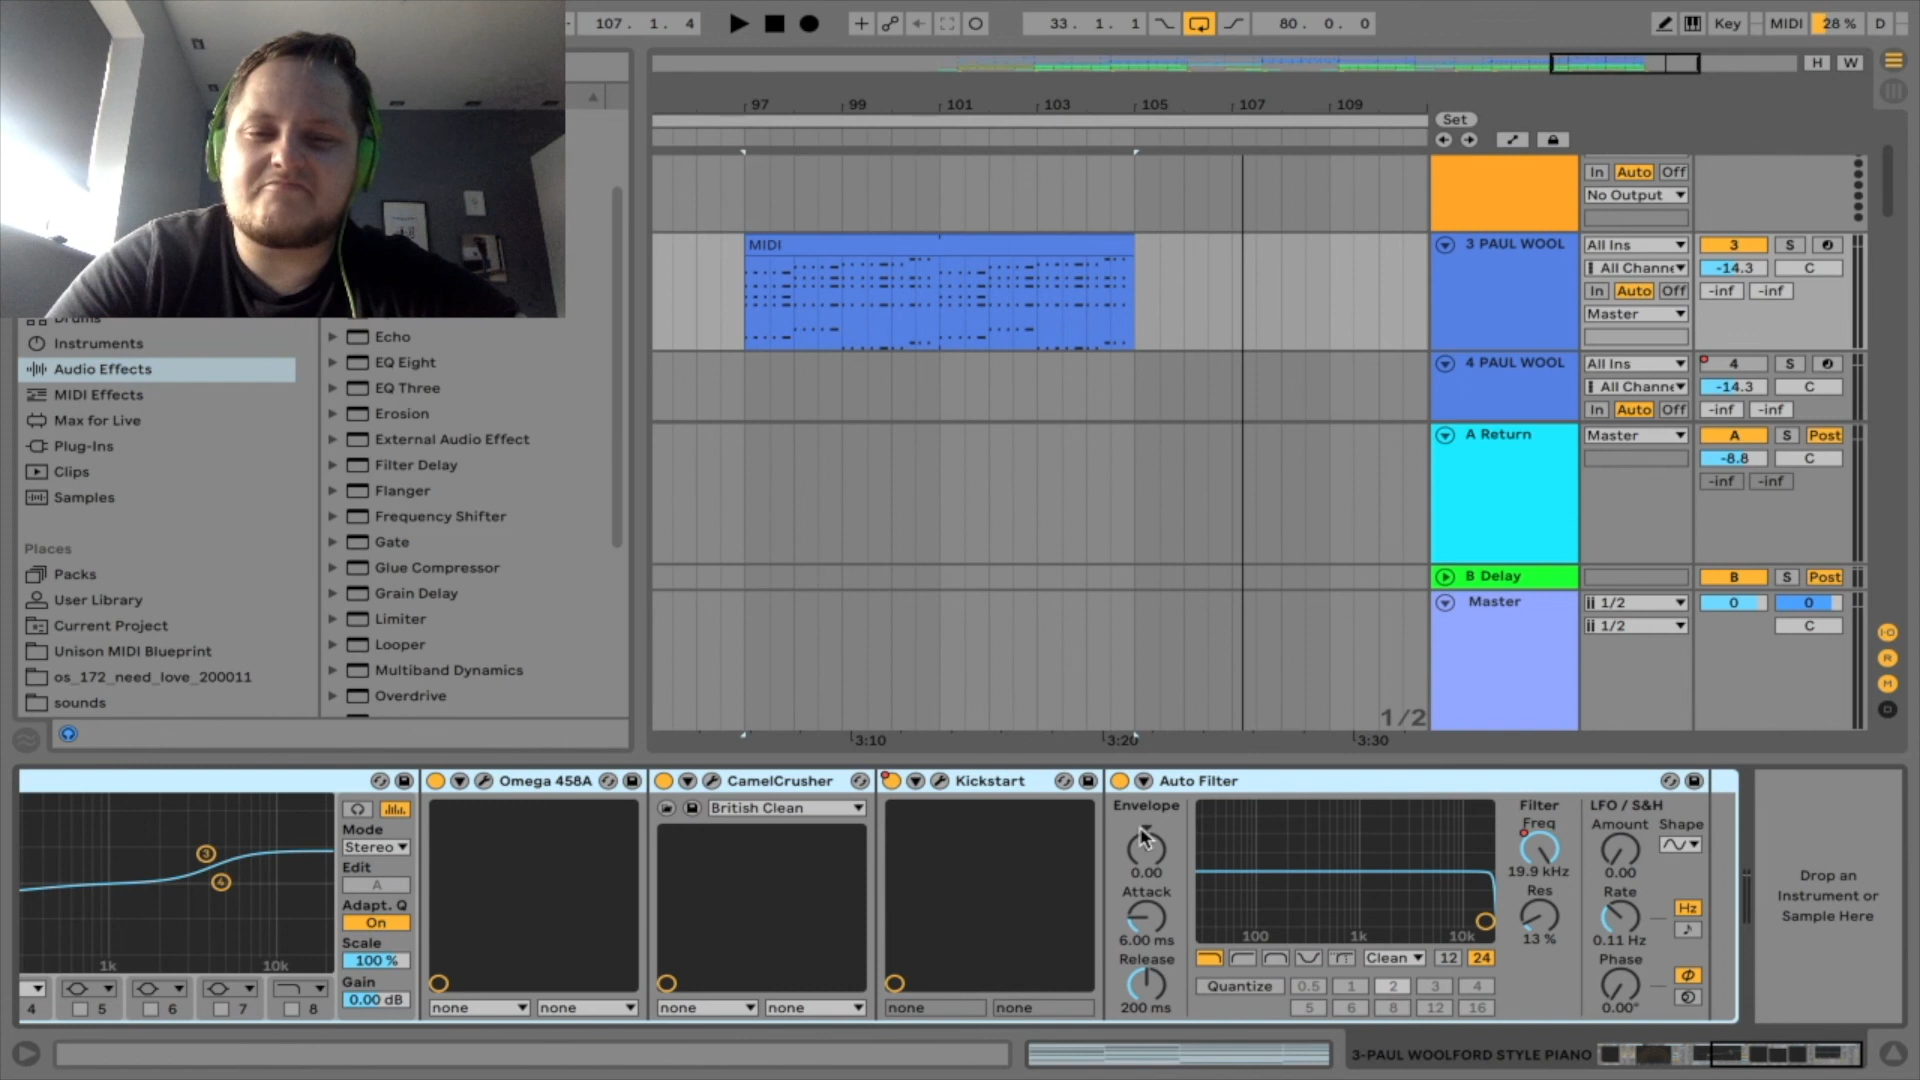 107. 1. 4
33. 1. 1
80. 0. 0
Key
MIDI
28 %
D
H
W
97
99
101
103
105
107
109
Set
In
Auto
Off
No Output
MIDI
3 PAUL WOOL
All Ins
3
S
All Channe
-14.3
C
In
Auto
Off
-inf
-inf
Master
4 PAUL WOOL
All Ins
4
S
All Channe
-14.3
C
In
Auto
Off
-inf
-inf
A Return
Master
A
S
Post
-8.8
C
-inf
-inf
B Delay
B
S
Post
Master
1/2
0
0
1/2
C
1/2
3:10
3:20
3:30
Drums
Instruments
Audio Effects
MIDI Effects
Max for Live
Plug-Ins
Clips
Samples
Places
Packs
User Library
Current Project
Unison MIDI Blueprint
os_172_need_love_200011
sounds
Echo
EQ Eight
EQ Three
Erosion
External Audio Effect
Filter Delay
Flanger
Frequency Shifter
Gate
Glue Compressor
Grain Delay
Limiter
Looper
Multiband Dynamics
Overdrive
3
4
1k
10k
4
5
6
7
8
Mode
Stereo
Edit
A
Adapt. Q
On
Scale
100 %
Gain
0.00 dB
Omega 458A
none
none
CamelCrusher
British Clean
none
none
Kickstart
none
none
Auto Filter
Envelope
0.00
Attack
6.00 ms
Release
200 ms
100
1k
10k
Clean
12
24
Quantize
0.5
1
2
3
4
5
6
8
12
16
Filter
Freq
19.9 kHz
Res
13 %
LFO / S&H
Amount
Shape
0.00
Rate
Hz
0.11 Hz
Phase
0.00°
Drop an
Instrument or
Sample Here
3-PAUL WOOLFORD STYLE PIANO